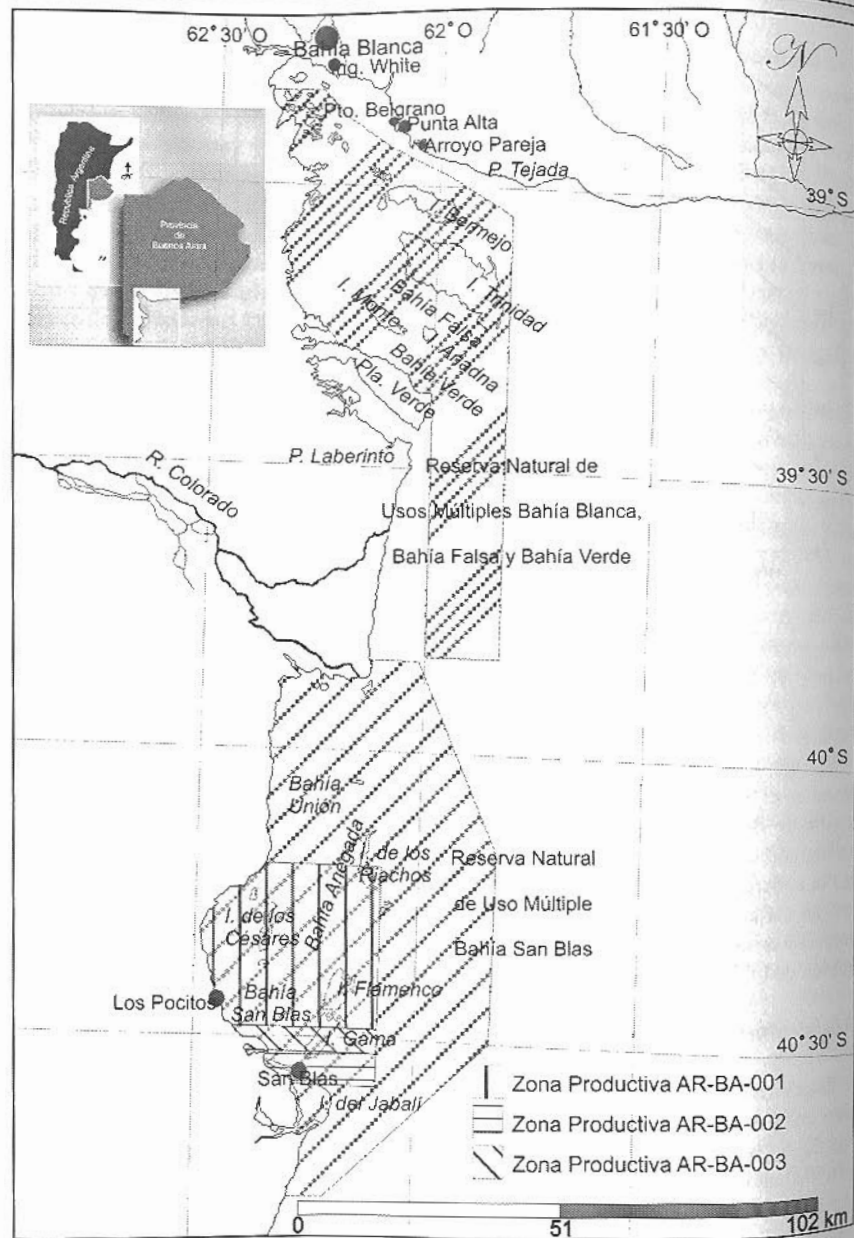 62° 30' O
62° O
61° 30' O
N
Bahía Blanca
Ing. White
Pto. Belgrano
Punta Alta
Arroyo Pareja
P. Tejada
39° S
República Argentina
Provincia
de
Buenos Aires
I. Bermejo
I. Trinidad
Bahía Falsa
I. Monte
I. Ariadna
Bahía Verde
Pla. Verde
P. Laberinto
R. Colorado
39° 30' S
Reserva Natural de
Usos Múltiples Bahía Blanca,
Bahía Falsa y Bahía Verde
40° S
Bahía
Unión
Bahía Anegada
I. de los
Riachos
Reserva Natural
de Uso Múltiple
Bahía San Blas
I. de los
Césares
Los Pocitos
Bahía
San Blas
I. Flamenco
I. Gama
40° 30' S
San Blas
I. del Jabalí
Zona Productiva AR-BA-001
Zona Productiva AR-BA-002
Zona Productiva AR-BA-003
0
51
102 km